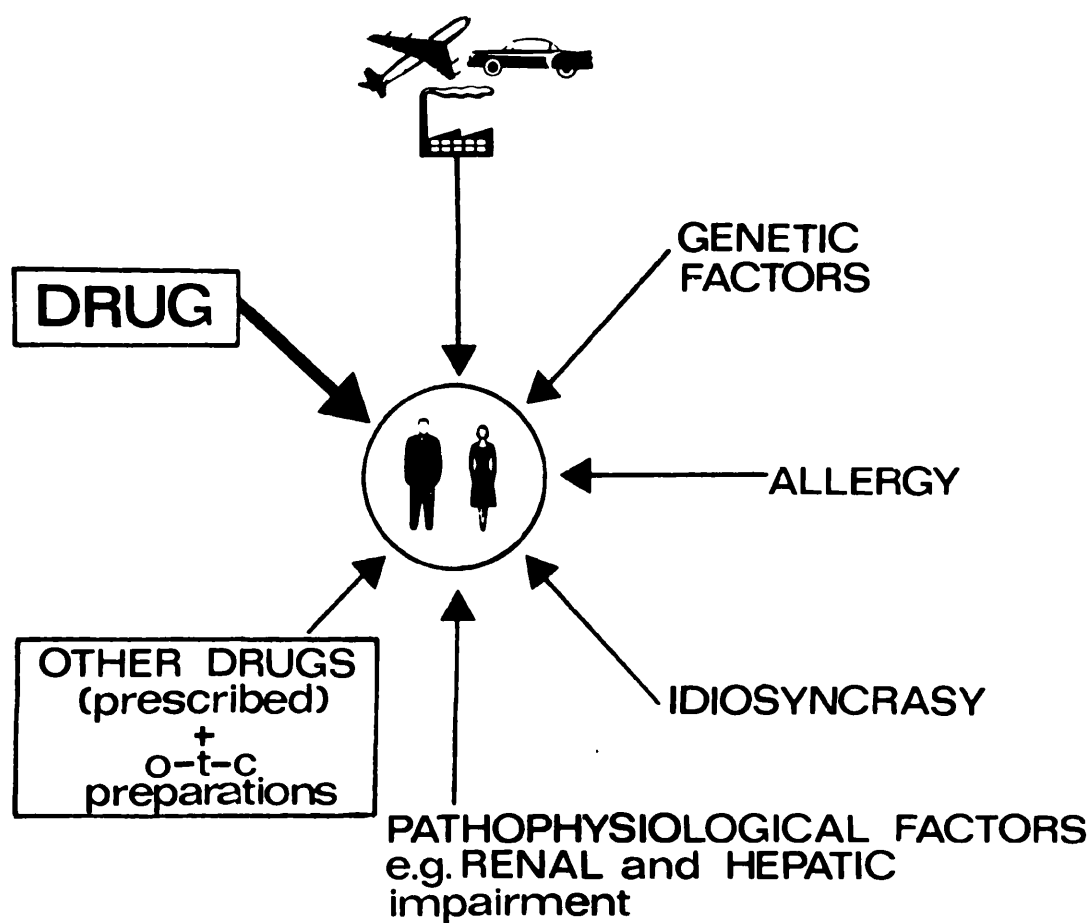 GENETIC
FACTORS
DRUG
ALLERGY
OTHER DRUGS
(prescribed)
+
o-t-c
preparations
IDIOSYNCRASY
PATHOPHYSIOLOGICAL FACTORS
e.g. RENAL and HEPATIC
impairment